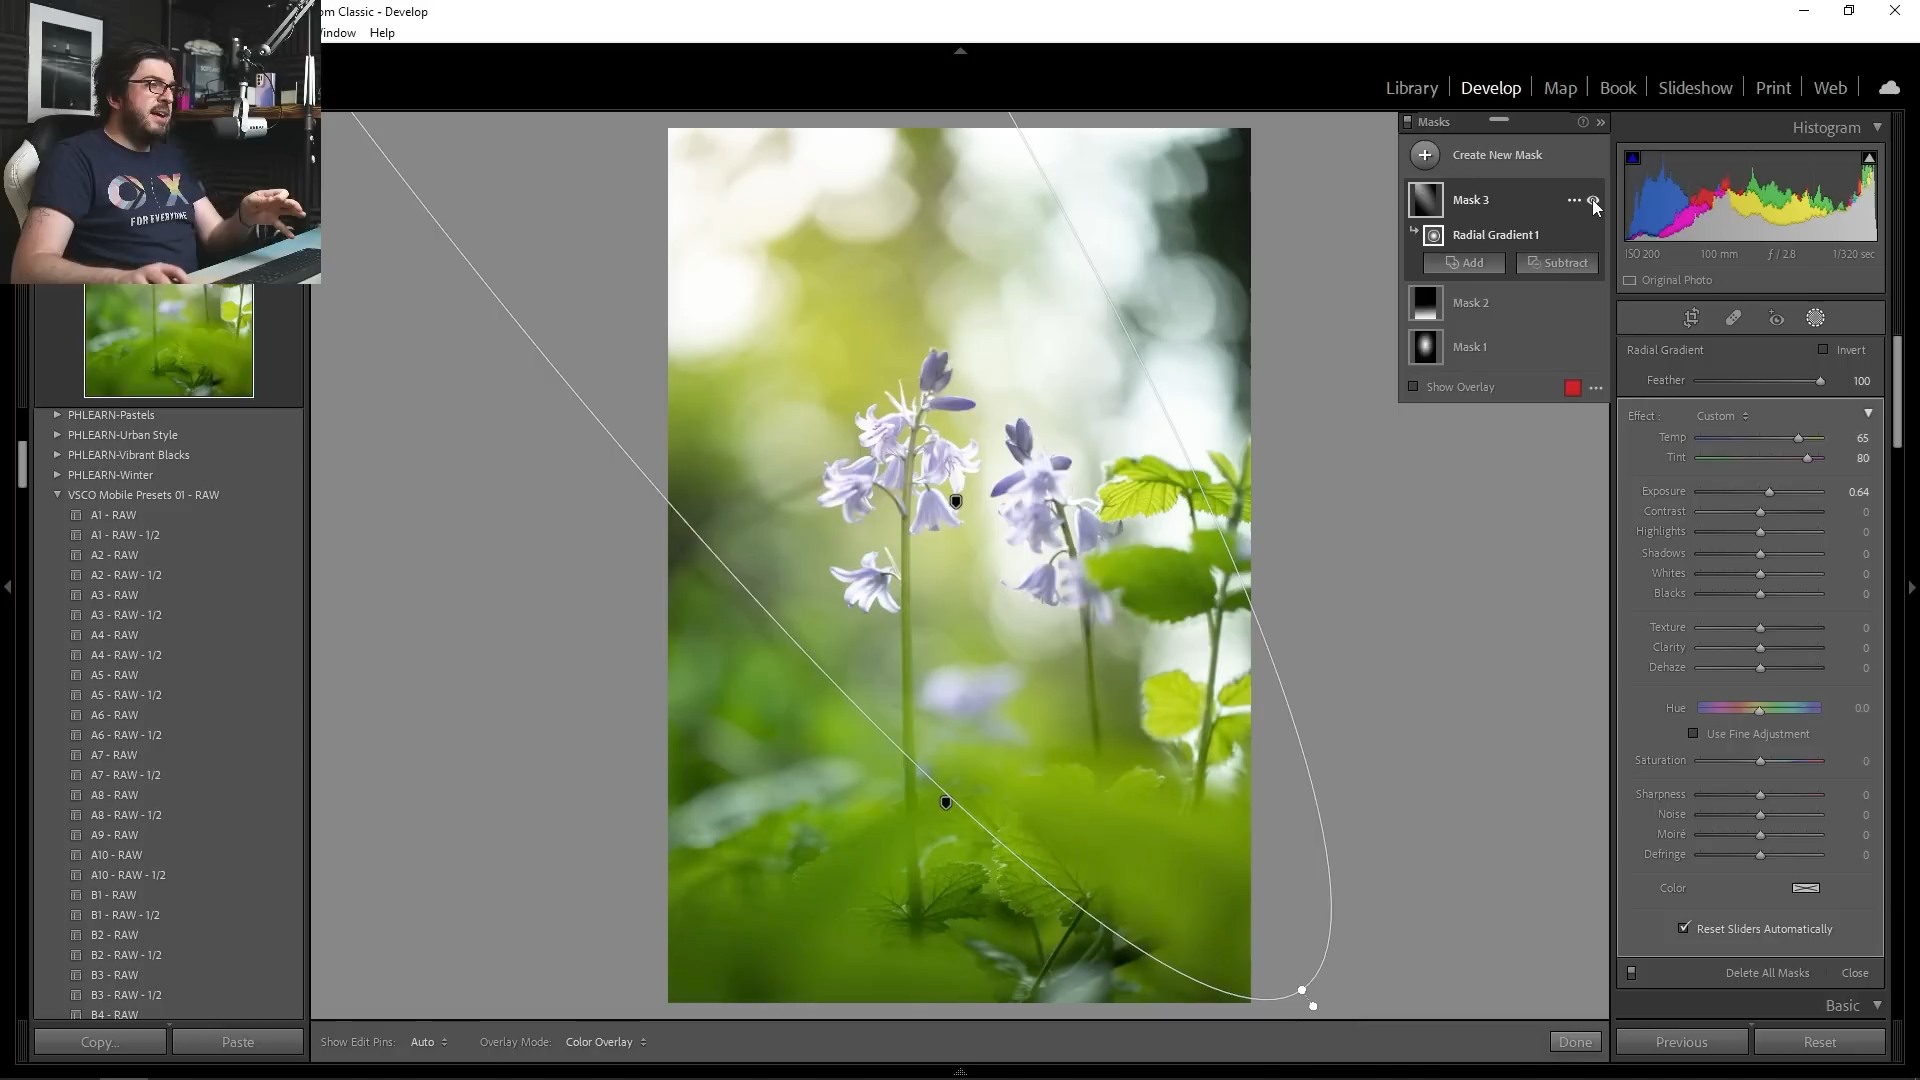 om Classic - Develop
Window Help
FOR EVERYONE
Library Develop Map Book Slideshow Print Web
Masks
Create New Mask
Mask 3
Radial Gradient 1
Add Subtract
Mask 2
Mask 1
Show Overlay
Histogram
ISO 200 100 mm ƒ / 2.8 1/320 sec
Original Photo
Radial Gradient Invert
Feather 100
Effect : Custom
Temp 65
Tint 80
Exposure 0.64
Contrast 0
Highlights 0
Shadows 0
Whites 0
Blacks 0
Texture 0
Clarity 0
Dehaze 0
Hue 0.0
Use Fine Adjustment
Saturation 0
Sharpness 0
Noise 0
Moiré 0
Defringe 0
Color
Reset Sliders Automatically
Delete All Masks Close
Basic
Previous Reset
PHLEARN-Pastels
PHLEARN-Urban Style
PHLEARN-Vibrant Blacks
PHLEARN-Winter
VSCO Mobile Presets 01 - RAW
A1 - RAW
A1 - RAW - 1/2
A2 - RAW
A2 - RAW - 1/2
A3 - RAW
A3 - RAW - 1/2
A4 - RAW
A4 - RAW - 1/2
A5 - RAW
A5 - RAW - 1/2
A6 - RAW
A6 - RAW - 1/2
A7 - RAW
A7 - RAW - 1/2
A8 - RAW
A8 - RAW - 1/2
A9 - RAW
A10 - RAW
A10 - RAW - 1/2
B1 - RAW
B1 - RAW - 1/2
B2 - RAW
B2 - RAW - 1/2
B3 - RAW
B3 - RAW - 1/2
B4 - RAW
Copy... Paste
Show Edit Pins: Auto Overlay Mode: Color Overlay Done